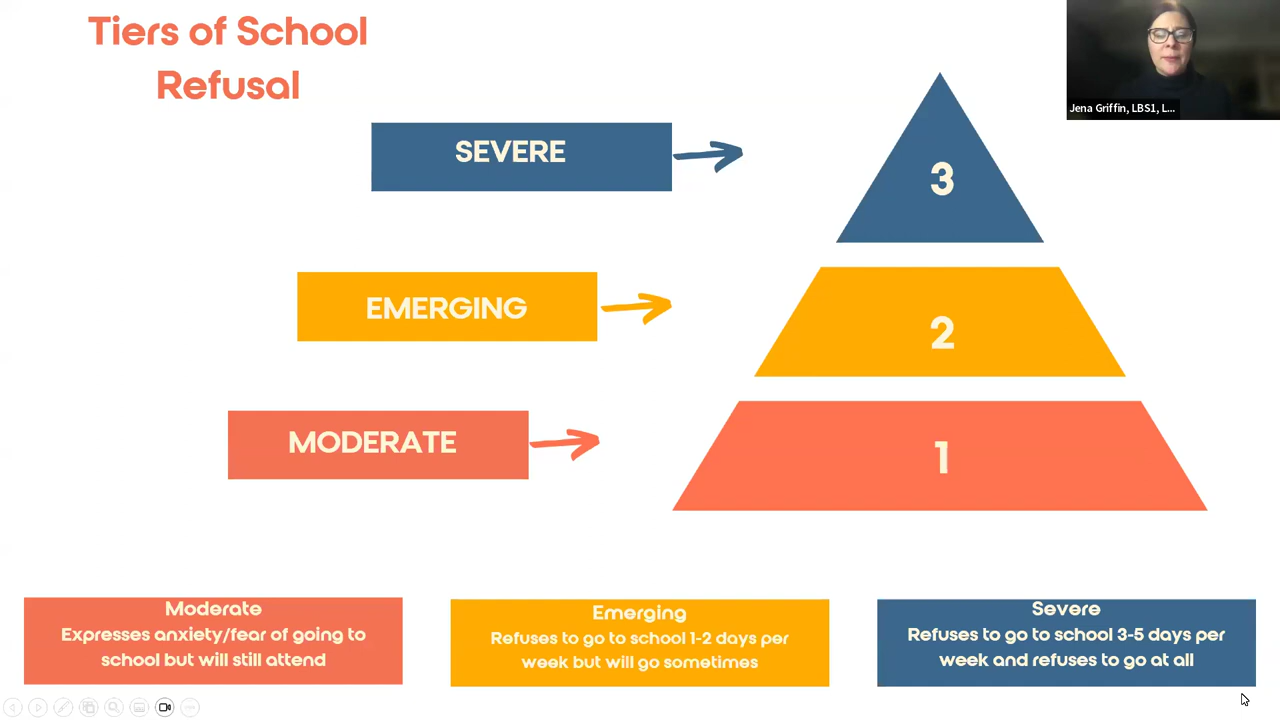 Tiers of School
Refusal
Jena Griffin, LBS1, L...
SEVERE
3
EMERGING
2
MODERATE
1
Moderate
Expresses anxiety/fear of going to
school but will still attend
Emerging
Refuses to go to school 1-2 days per
week but will go sometimes
Severe
Refuses to go to school 3-5 days per
week and refuses to go at all